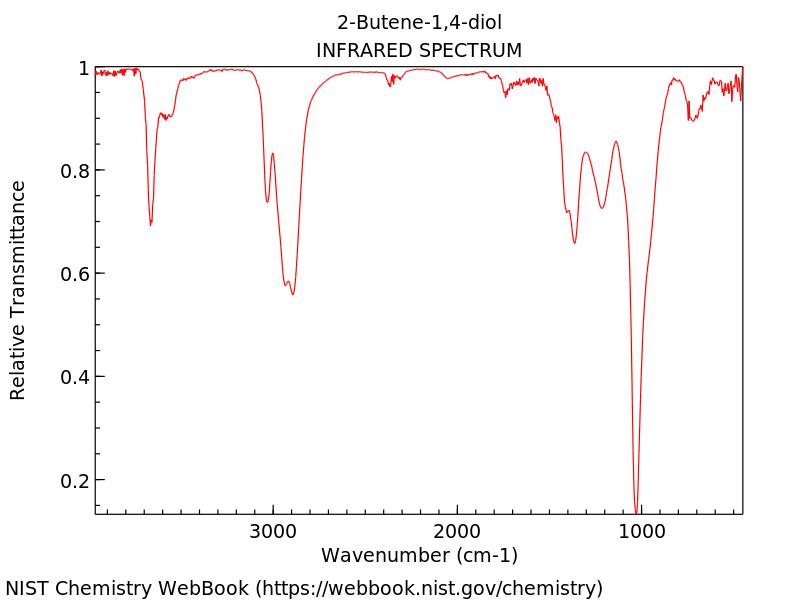 2-Butene-1,4-diol
INFRARED SPECTRUM
1
0.8
0.6
0.4
0.2
Relative Transmittance
3000 2000 1000
Wavenumber (cm-1)
NIST Chemistry WebBook (https://webbook.nist.gov/chemistry)